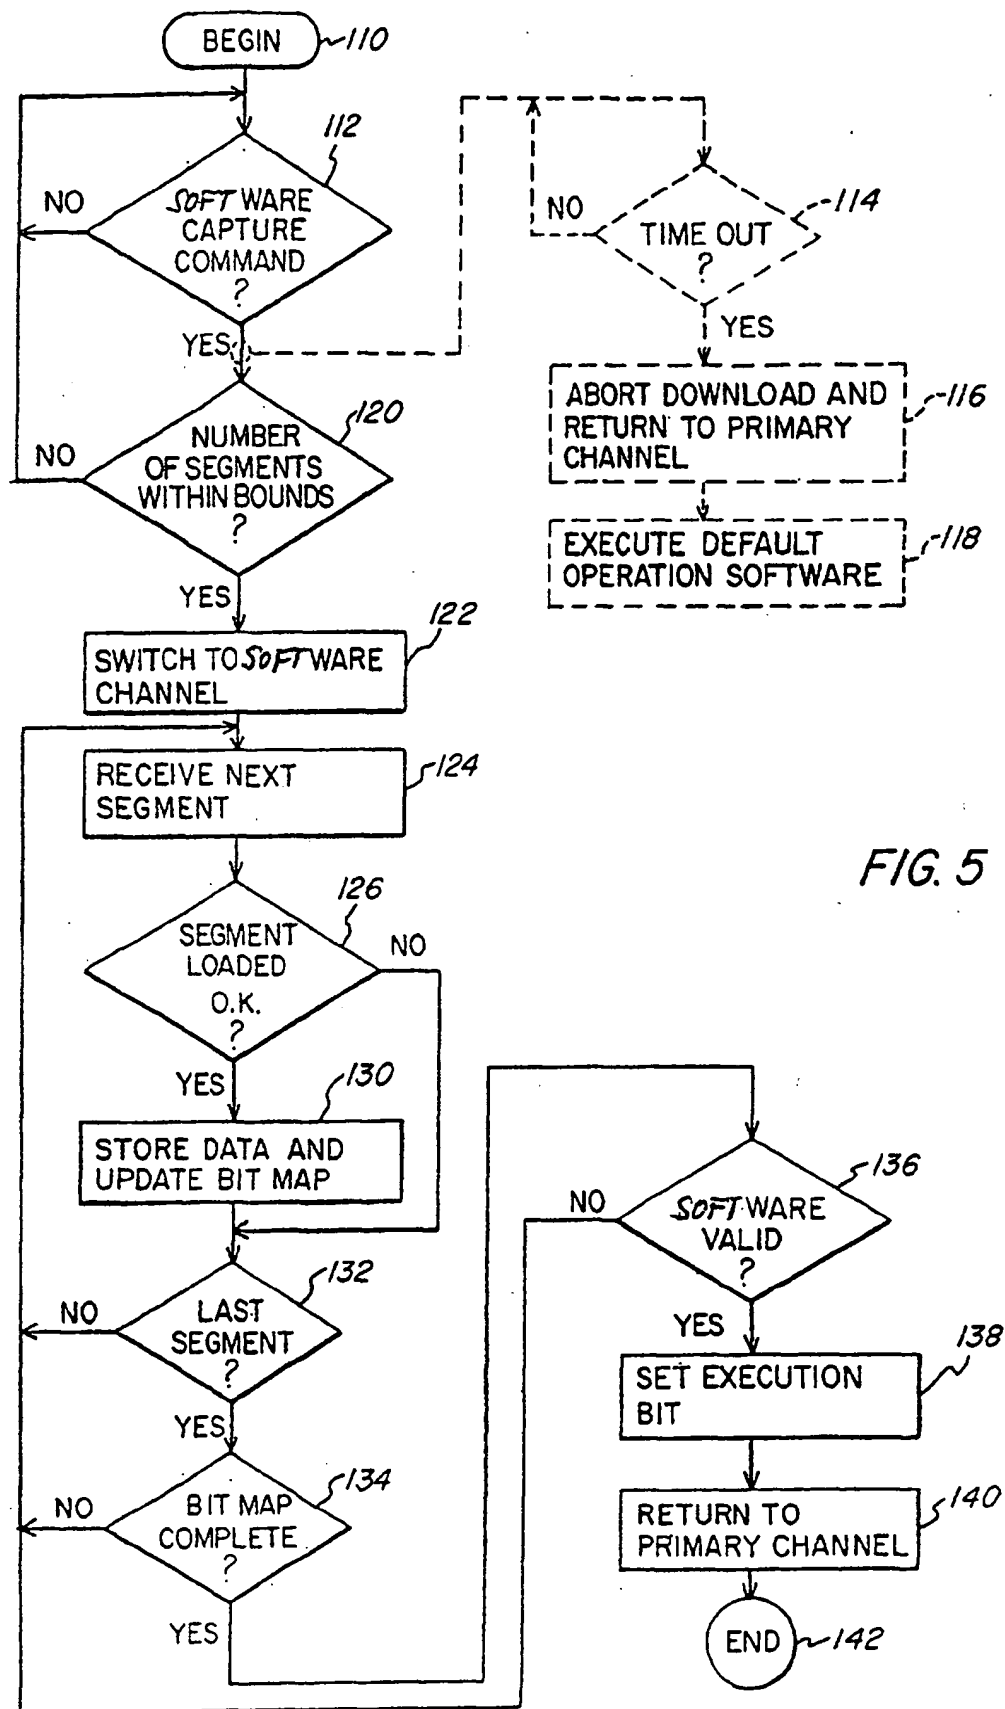 BEGIN
110
112
SOFTWARE
CAPTURE
COMMAND
?
NO
YES
TIME OUT
?
114
NO
YES
ABORT DOWNLOAD AND
RETURN TO PRIMARY
CHANNEL
116
EXECUTE DEFAULT
OPERATION SOFTWARE
118
120
NUMBER
OF SEGMENTS
WITHIN BOUNDS
?
NO
YES
122
SWITCH TO SOFTWARE
CHANNEL
RECEIVE NEXT
SEGMENT
124
FIG. 5
126
SEGMENT
LOADED
O.K.
?
NO
YES
130
STORE DATA AND
UPDATE BIT MAP
132
LAST
SEGMENT
?
NO
YES
134
BIT MAP
COMPLETE
?
NO
YES
136
SOFTWARE
VALID
?
NO
YES
138
SET EXECUTION
BIT
RETURN TO
PRIMARY CHANNEL
140
END
142